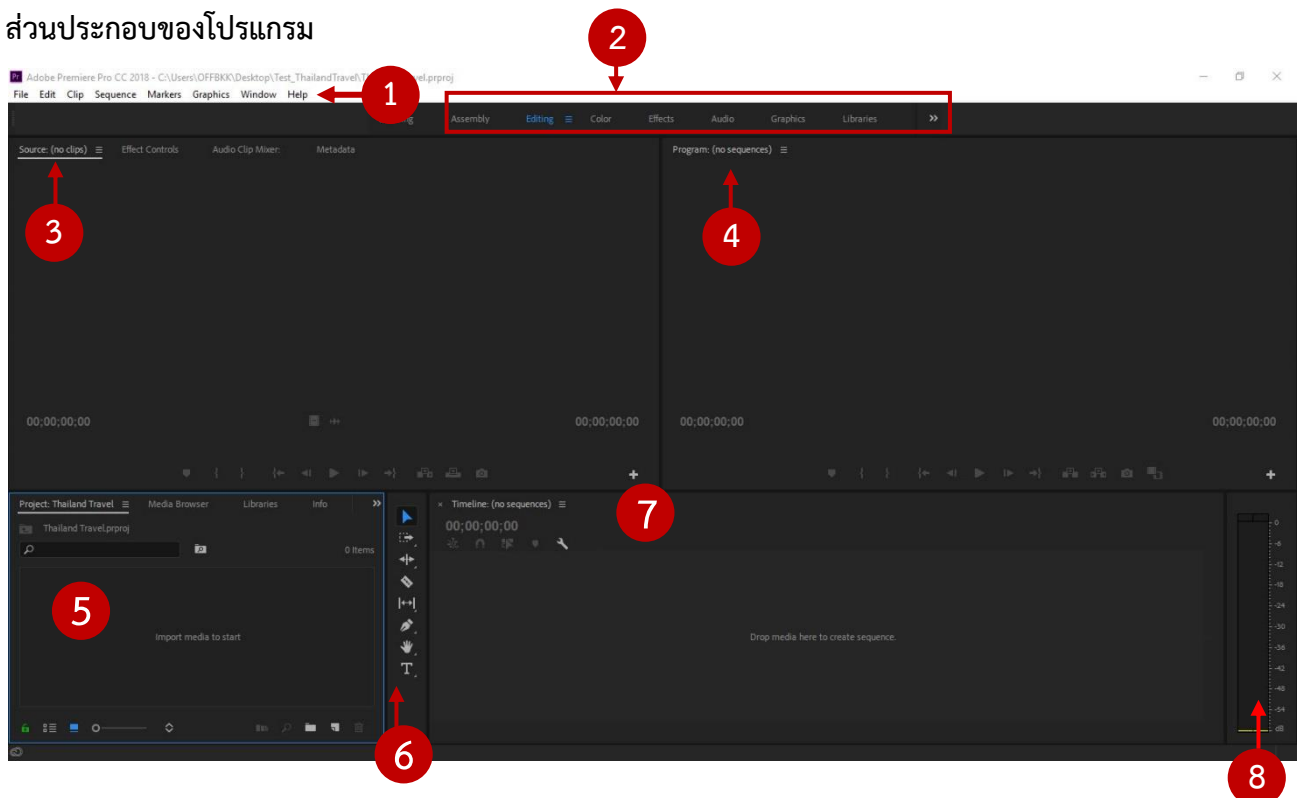 ส่วนประกอบของโปรแกรม
2
Pr Adobe Premiere Pro CC 2018 - C:\Users\OFFBKK\Desktop\Test_ThailandTravel\T vel.prproj
File Edit Clip Sequence Markers Graphics Window Help
1
Assembly Editing Color Effects Audio Graphics Libraries
Source: (no clips) Effect Controls Audio Clip Mixer: Metadata
Program: (no sequences)
3
4
00;00;00;00 00;00;00;00
00;00;00;00 00;00;00;00
Project: Thailand Travel Media Browser Libraries Info
Timeline: (no sequences)
7
Thailand Travel.prproj
00;00;00;00
0 Items
5
Import media to start
T
Drop media here to create sequence.
0
-6
-12
-18
-24
-30
-36
-42
-48
-54
dB
6
8